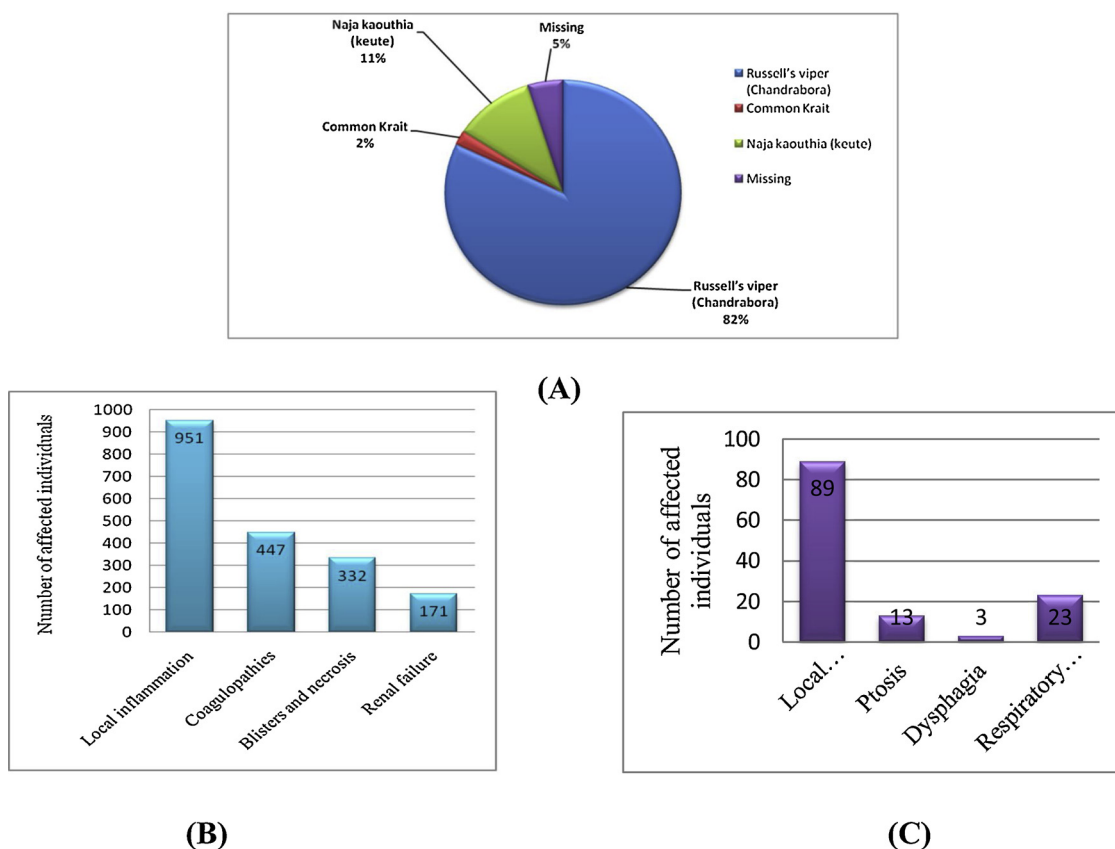 Naja kaouthia
(keute)
11%
Missing
5%
Common Krait
2%
Russell's viper
(Chandrabora)
82%
Russell's viper
(Chandrabora)
Common Krait
Naja kaouthia (keute)
Missing
(A)
Number of affected individuals
1000
900
800
700
600
500
400
300
200
100
0
951
447
332
171
Local inflammation
Coagulopathics
Blisters and necrosis
Renal failure
(B)
Number of affected
individuals
100
80
60
40
20
0
89
13
3
23
Local...
Ptosis
Dysphagia
Respiratory...
(C)